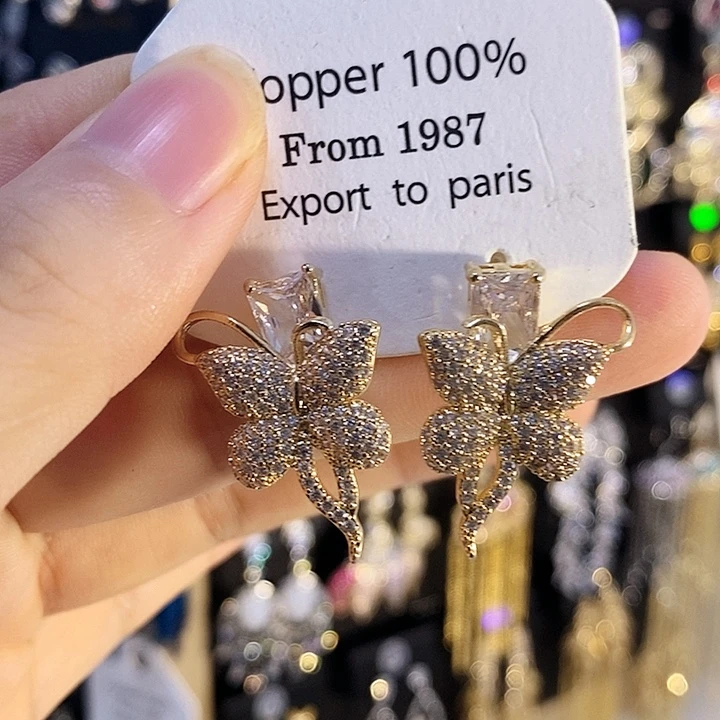 opper 100%
From 1987
Export to paris